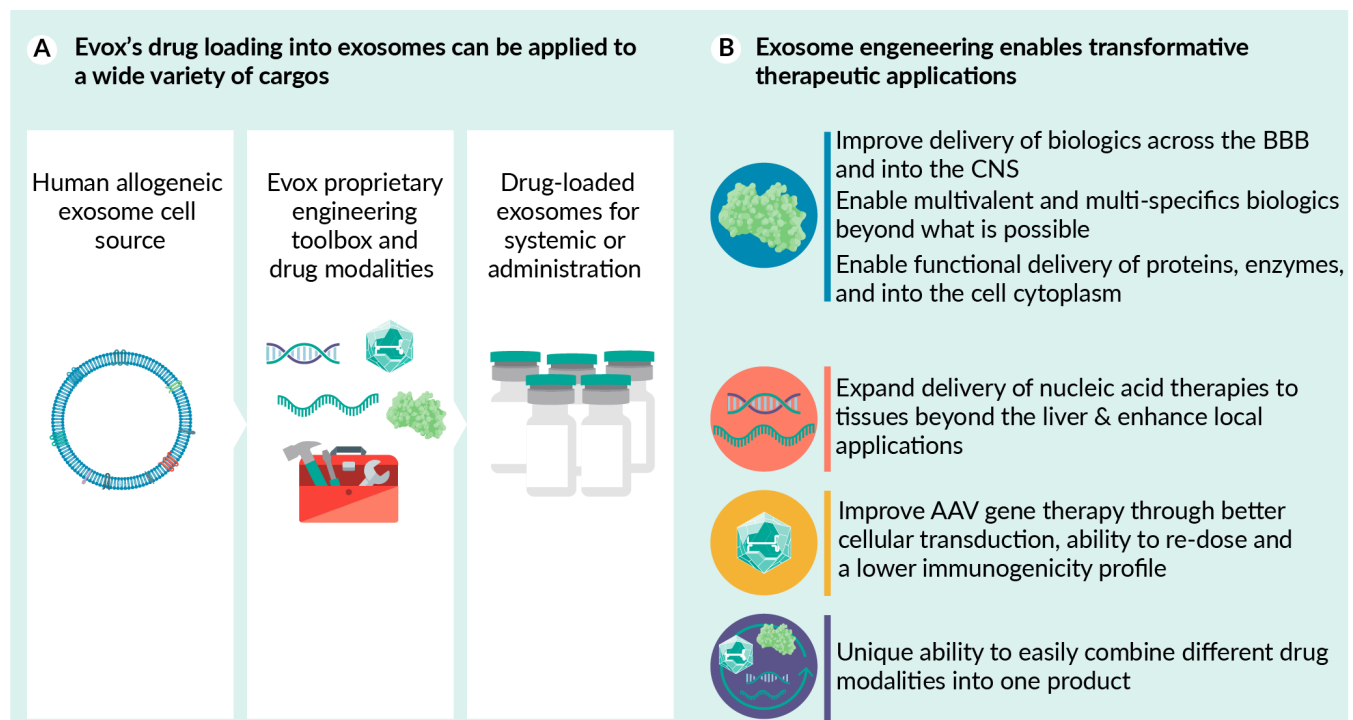 A
Evox’s drug loading into exosomes can be applied to
a wide variety of cargos
Human allogeneic
exosome cell
source
Evox proprietary
engineering
toolbox and
drug modalities
Drug-loaded
exosomes for
systemic or
administration
B
Exosome engeneering enables transformative
therapeutic applications
Improve delivery of biologics across the BBB
and into the CNS
Enable multivalent and multi-specifics biologics
beyond what is possible
Enable functional delivery of proteins, enzymes,
and into the cell cytoplasm
Expand delivery of nucleic acid therapies to
tissues beyond the liver & enhance local
applications
Improve AAV gene therapy through better
cellular transduction, ability to re-dose and
a lower immunogenicity profile
Unique ability to easily combine different drug
modalities into one product